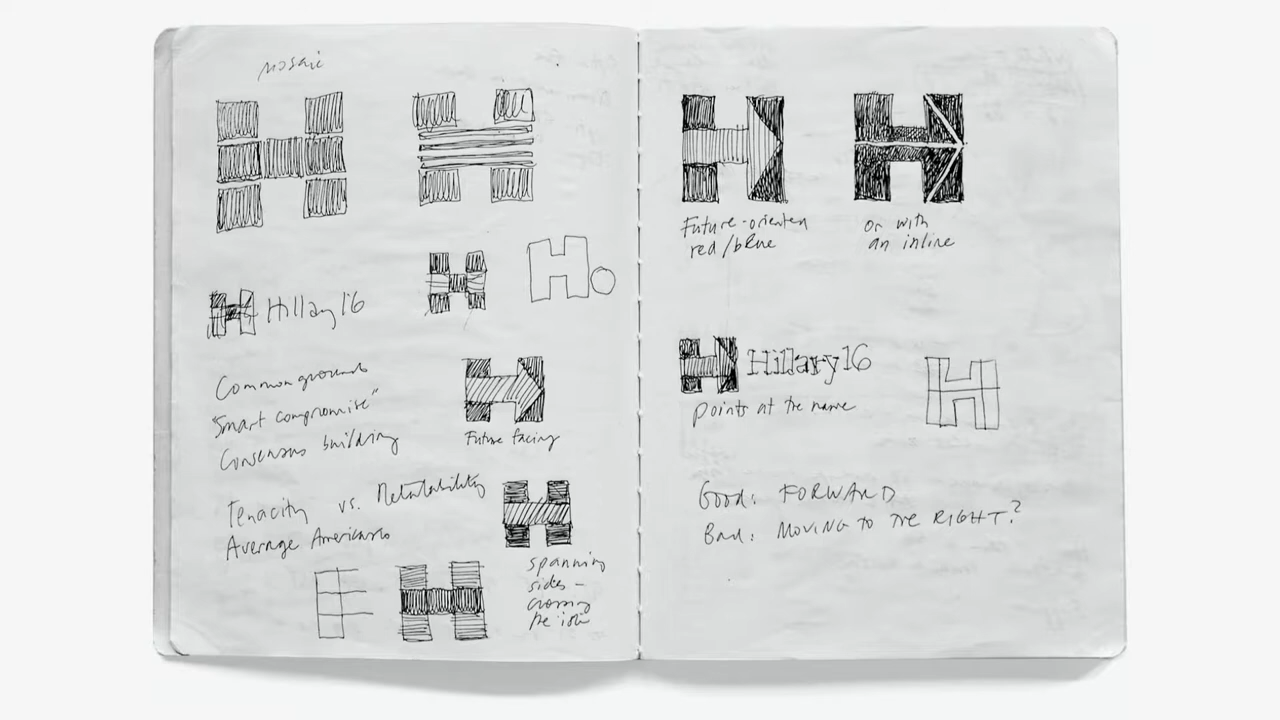 Mosaic
Hillary16
Common ground
"Smart compromise"
Consensus building
Future facing
Tenacity vs. Relatability
Average Americans
spanning
sides –
crossing
the
Future-oriented
red/blue
or with
an inline
Hillary16
points at the name
Good: FORWARD
Bad: MOVING TO THE RIGHT?